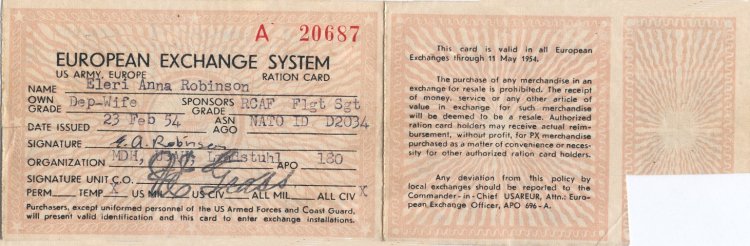 A 20687
EUROPEAN EXCHANGE SYSTEM
US ARMY, EUROPE RATION CARD
NAME Eleri Anna Robinson
OWN GRADE Dep-Wife SPONSORS GRADE RCAF Flgt Sgt
DATE ISSUED 23 Feb 54 ASN AGO NATO ID D2034
SIGNATURE E. A. Robinson
ORGANIZATION MDH, Landstuhl APO 180
SIGNATURE UNIT C.O.
PERM TEMP X US MIL US CIV ALL MIL ALL CIV X
Purchasers, except uniformed personnel of the US Armed Forces and Coast Guard,
will present valid identification and this card to enter exchange installations.
This card is valid in all European
Exchanges through 11 May 1954.
The purchase of any merchandise in an
exchange for resale is prohibited. The receipt
of money, service or any other article of
value in exchange for such merchandise
will be deemed to be a resale. Authorized
ration card holders may receive actual reim-
bursement, without profit, for PX merchandise
purchased as a matter of convenience or neces-
sity for other authorized ration card holders.
Any deviation from this policy by
local exchanges should be reported to the
Commander-in-Chief USAREUR, Attn.: Euro-
pean Exchange Officer, APO 696-A.